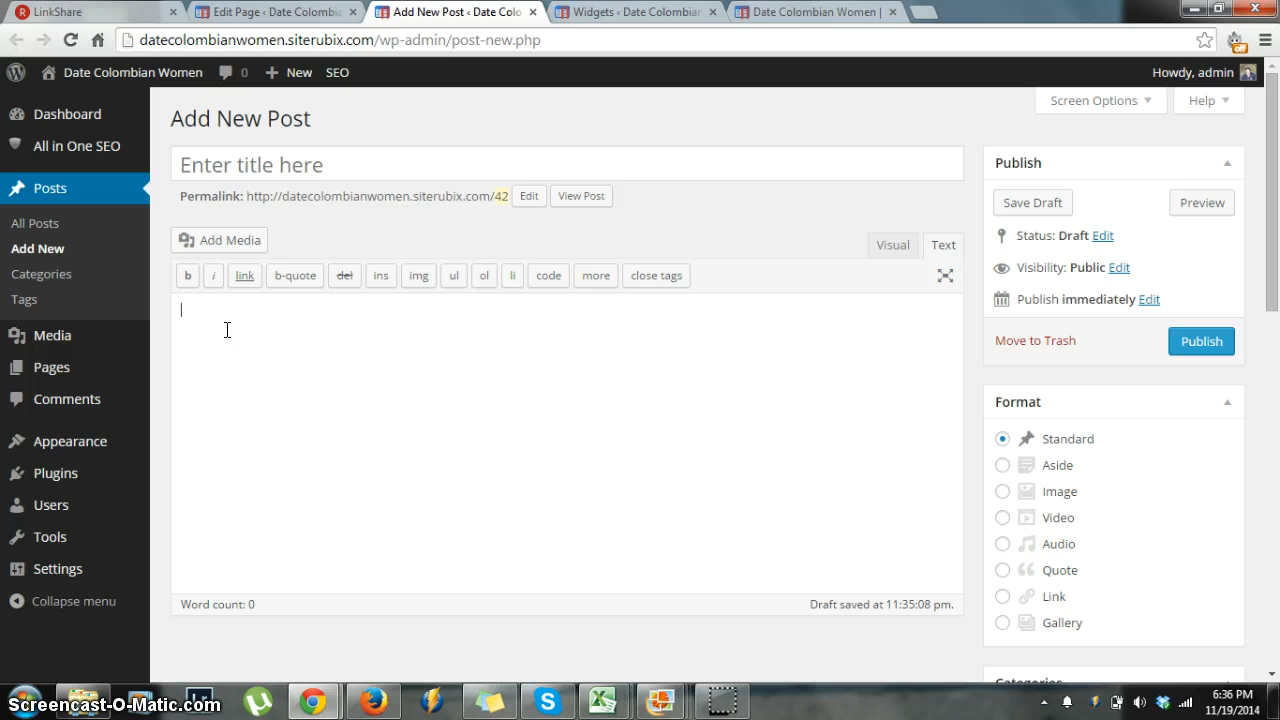 LinkShare
Edit Page ‹ Date Colombia
Add New Post ‹ Date Colo
Widgets ‹ Date Colombian
Date Colombian Women |
datecolombianwomen.siterubix.com/wp-admin/post-new.php
off
Date Colombian Women
0
New
SEO
Howdy, admin
Dashboard
All in One SEO
Posts
All Posts
Add New
Categories
Tags
Media
Pages
Comments
Appearance
Plugins
Users
Tools
Settings
Collapse menu
Screen Options
Help
Add New Post
Enter title here
Permalink: http://datecolombianwomen.siterubix.com/42 Edit View Post
Add Media
Visual Text
b i link b-quote del ins img ul ol li code more close tags
Word count: 0
Draft saved at 11:35:08 pm.
Publish
Save Draft
Preview
Status: Draft Edit
Visibility: Public Edit
Publish immediately Edit
Move to Trash
Publish
Format
Standard
Aside
Image
Video
Audio
Quote
Link
Gallery
Categories
Screencast-O-Matic.com
6:36 PM
11/19/2014